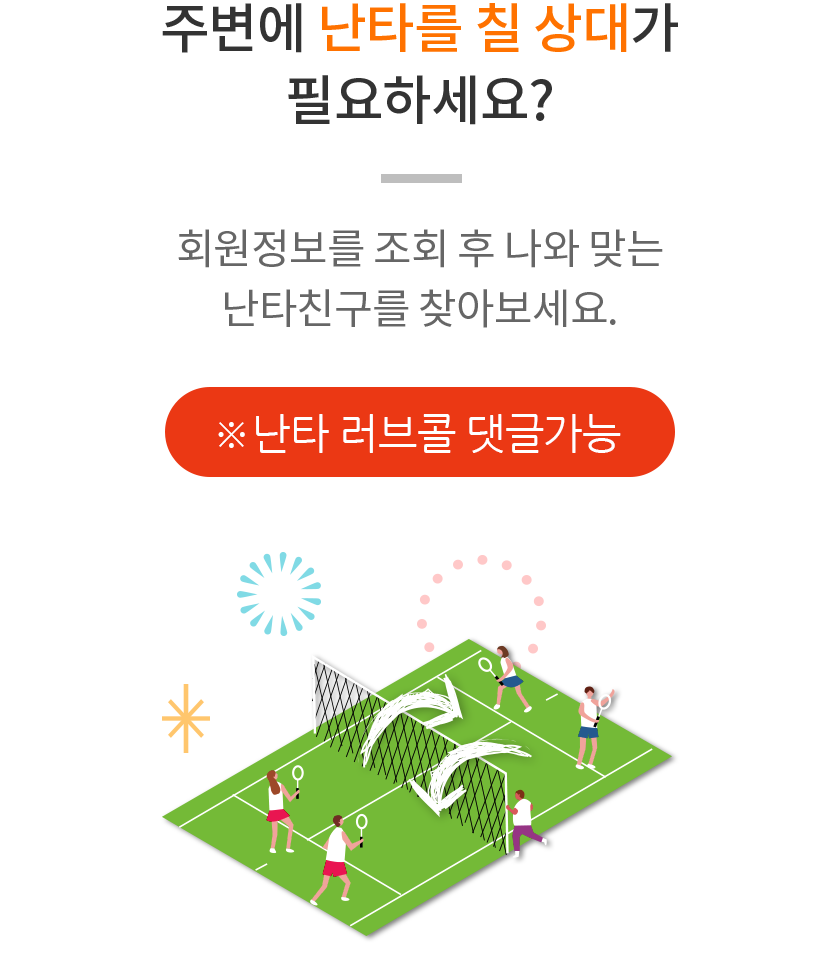 주변에 난타를 칠 상대가
필요하세요?
회원정보를 조회 후 나와 맞는
난타친구를 찾아보세요.
※난타 러브콜 댓글가능